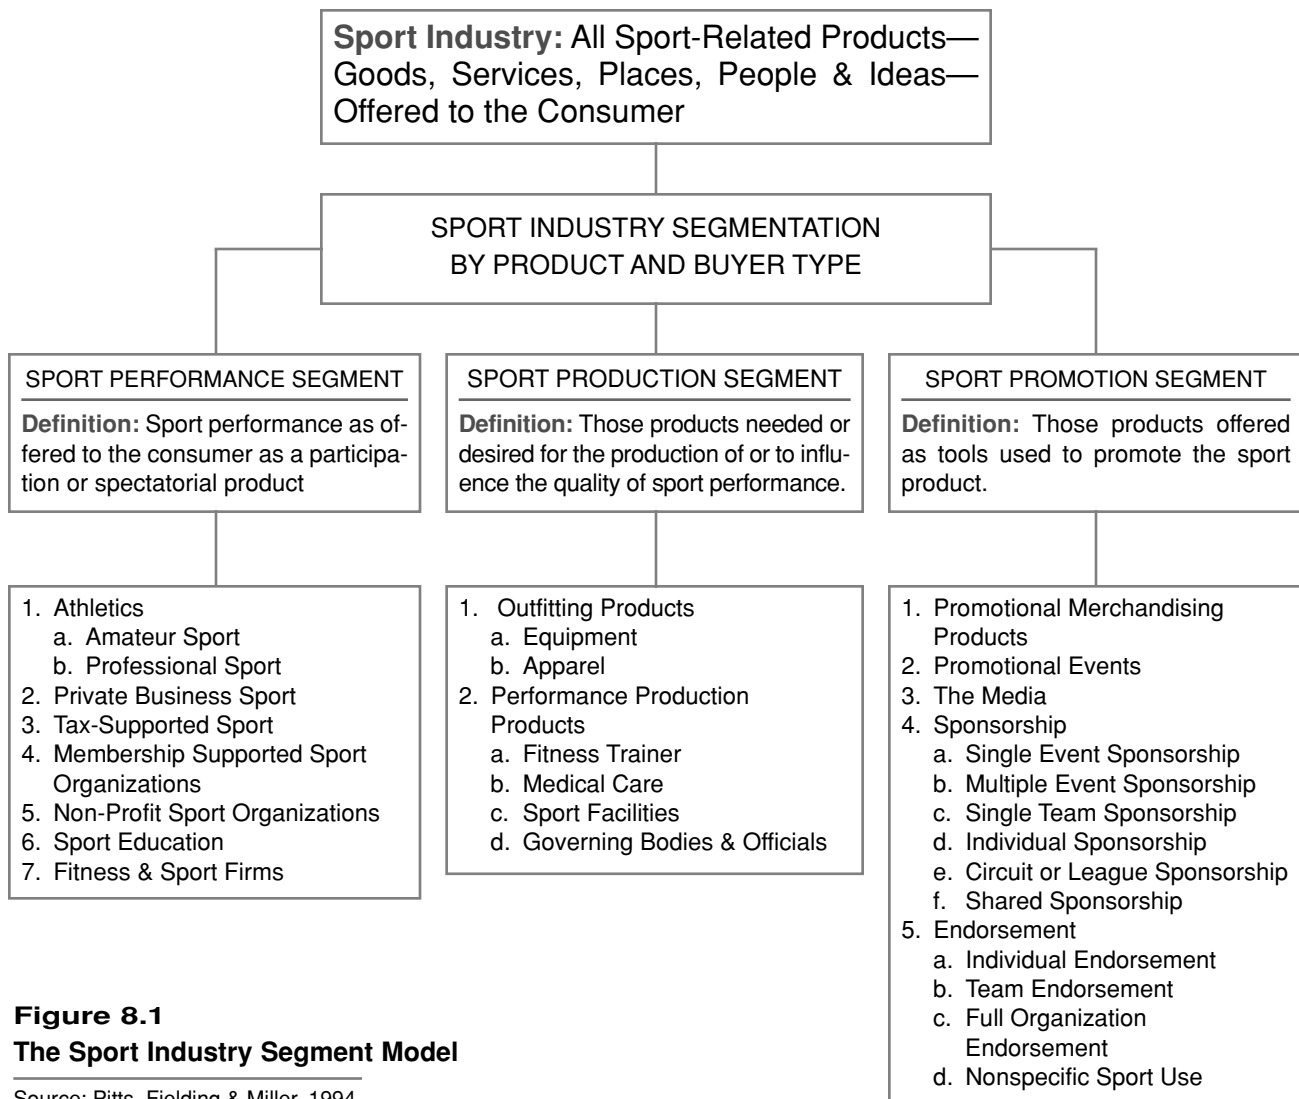 Sport Industry: All Sport-Related Products—
Goods, Services, Places, People & Ideas—
Offered to the Consumer
SPORT INDUSTRY SEGMENTATION
BY PRODUCT AND BUYER TYPE
SPORT PERFORMANCE SEGMENT
Definition: Sport performance as of-
fered to the consumer as a participa-
tion or spectatorial product
SPORT PRODUCTION SEGMENT
Definition: Those products needed or
desired for the production of or to influ-
ence the quality of sport performance.
SPORT PROMOTION SEGMENT
Definition: Those products offered
as tools used to promote the sport
product.
1. Athletics
a. Amateur Sport
b. Professional Sport
2. Private Business Sport
3. Tax-Supported Sport
4. Membership Supported Sport
Organizations
5. Non-Profit Sport Organizations
6. Sport Education
7. Fitness & Sport Firms
1. Outfitting Products
a. Equipment
b. Apparel
2. Performance Production
Products
a. Fitness Trainer
b. Medical Care
c. Sport Facilities
d. Governing Bodies & Officials
1. Promotional Merchandising
Products
2. Promotional Events
3. The Media
4. Sponsorship
a. Single Event Sponsorship
b. Multiple Event Sponsorship
c. Single Team Sponsorship
d. Individual Sponsorship
e. Circuit or League Sponsorship
f. Shared Sponsorship
5. Endorsement
a. Individual Endorsement
b. Team Endorsement
c. Full Organization
Endorsement
d. Nonspecific Sport Use
Figure 8.1
The Sport Industry Segment Model
Source: Pitts, Fielding & Miller, 1994